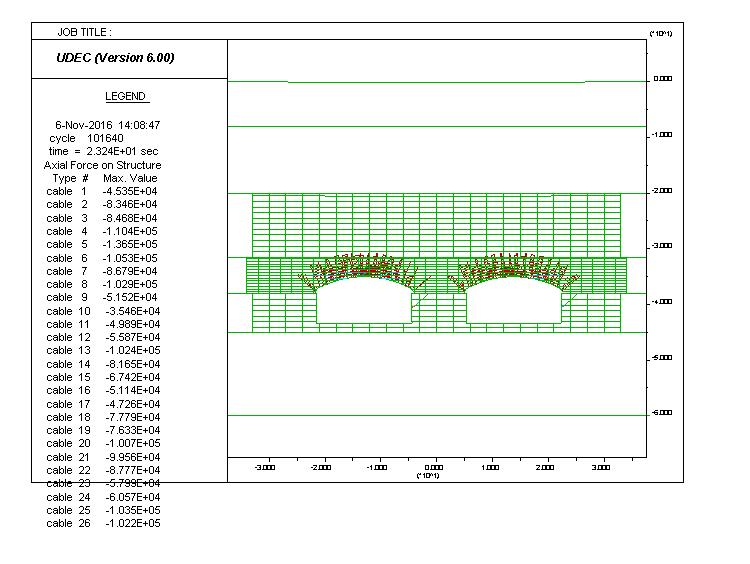 JOB TITLE :
UDEC (Version 6.00)
LEGEND
6-Nov-2016 14:08:47
cycle 101640
time = 2.324E+01 sec
Axial Force on Structure
Type # Max. Value
cable 1 -4.535E+04
cable 2 -8.346E+04
cable 3 -8.468E+04
cable 4 -1.104E+05
cable 5 -1.365E+05
cable 6 -1.053E+05
cable 7 -8.679E+04
cable 8 -1.029E+05
cable 9 -5.152E+04
cable 10 -3.546E+04
cable 11 -4.989E+04
cable 12 -5.587E+04
cable 13 -1.024E+05
cable 14 -8.165E+04
cable 15 -6.742E+04
cable 16 -5.114E+04
cable 17 -4.726E+04
cable 18 -7.779E+04
cable 19 -7.633E+04
cable 20 -1.007E+05
cable 21 -9.956E+04
cable 22 -8.777E+04
cable 23 -5.799E+04
cable 24 -6.057E+04
cable 25 -1.035E+05
cable 26 -1.022E+05
(*10^1)
0.000
-1.000
-2.000
-3.000
-4.000
-5.000
-6.000
-3.000 -2.000 -1.000 0.000 1.000 2.000 3.000
(*10^1)